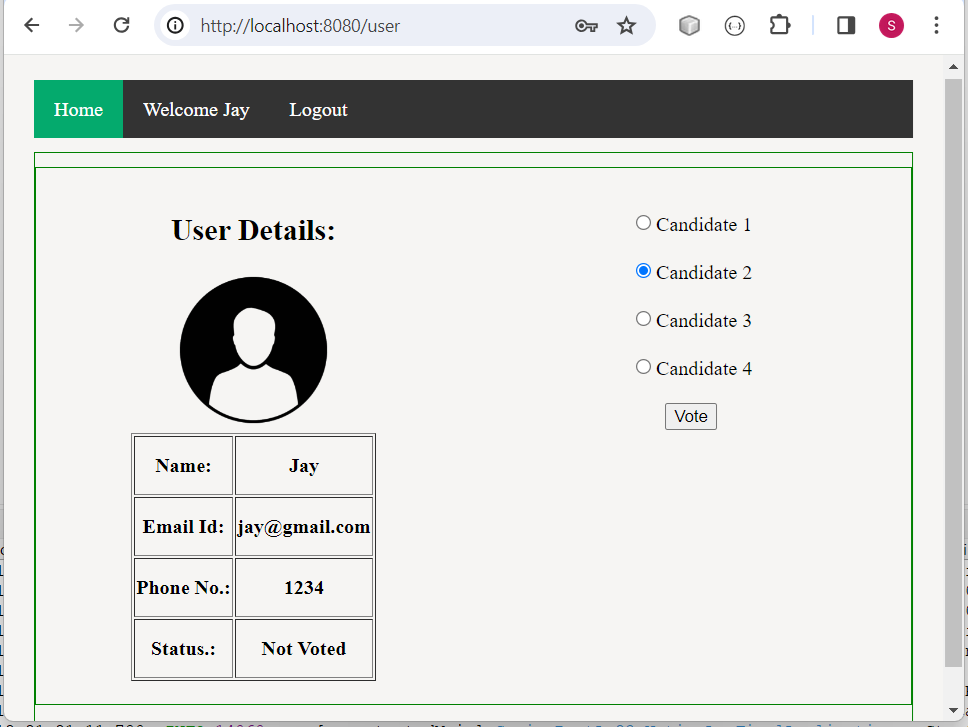 http://localhost:8080/user
S
Home Welcome Jay Logout
User Details:
Name: Jay
Email Id: jay@gmail.com
Phone No.: 1234
Status.: Not Voted
Candidate 1
Candidate 2
Candidate 3
Candidate 4
Vote